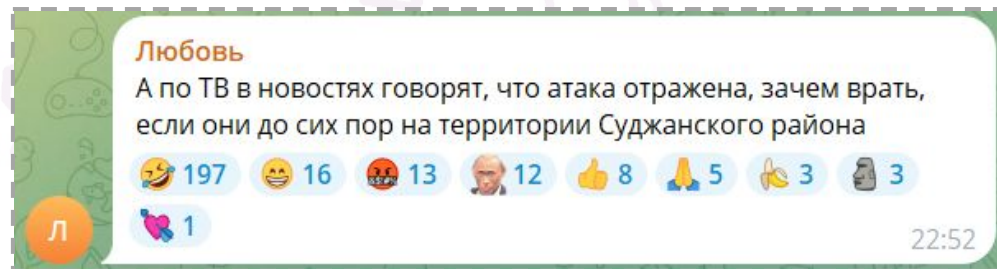 Любовь
А по ТВ в новостях говорят, что атака отражена, зачем врать,
если они до сих пор на территории Суджанского района
197 16 13 12 8 5 3 3
Л 1
22:52